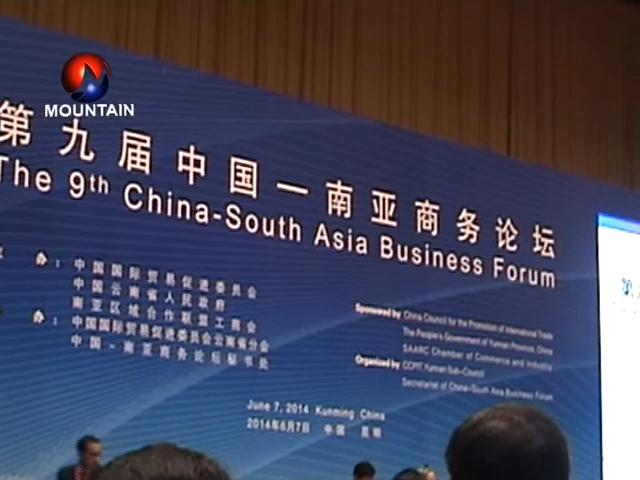 MOUNTAIN
第九届中国—南亚商务论坛
The 9th China-South Asia Business Forum
办：中国国际贸易促进委员会
中国云南省人民政府
南亚区域合作联盟工商会
办：中国国际贸易促进委员会云南省分会
中国－南亚商务论坛秘书处
Sponsored by: China Council for the Promotion of International Trade
The People's Government of Yunnan Province, China
SAARC Chamber of Commerce and Industry
Organized by: CCPIT Yunnan Sub-Council
Secretariat of China-South Asia Business Forum
June 7, 2014 Kunming China
2014年6月7日 中国 昆明
第